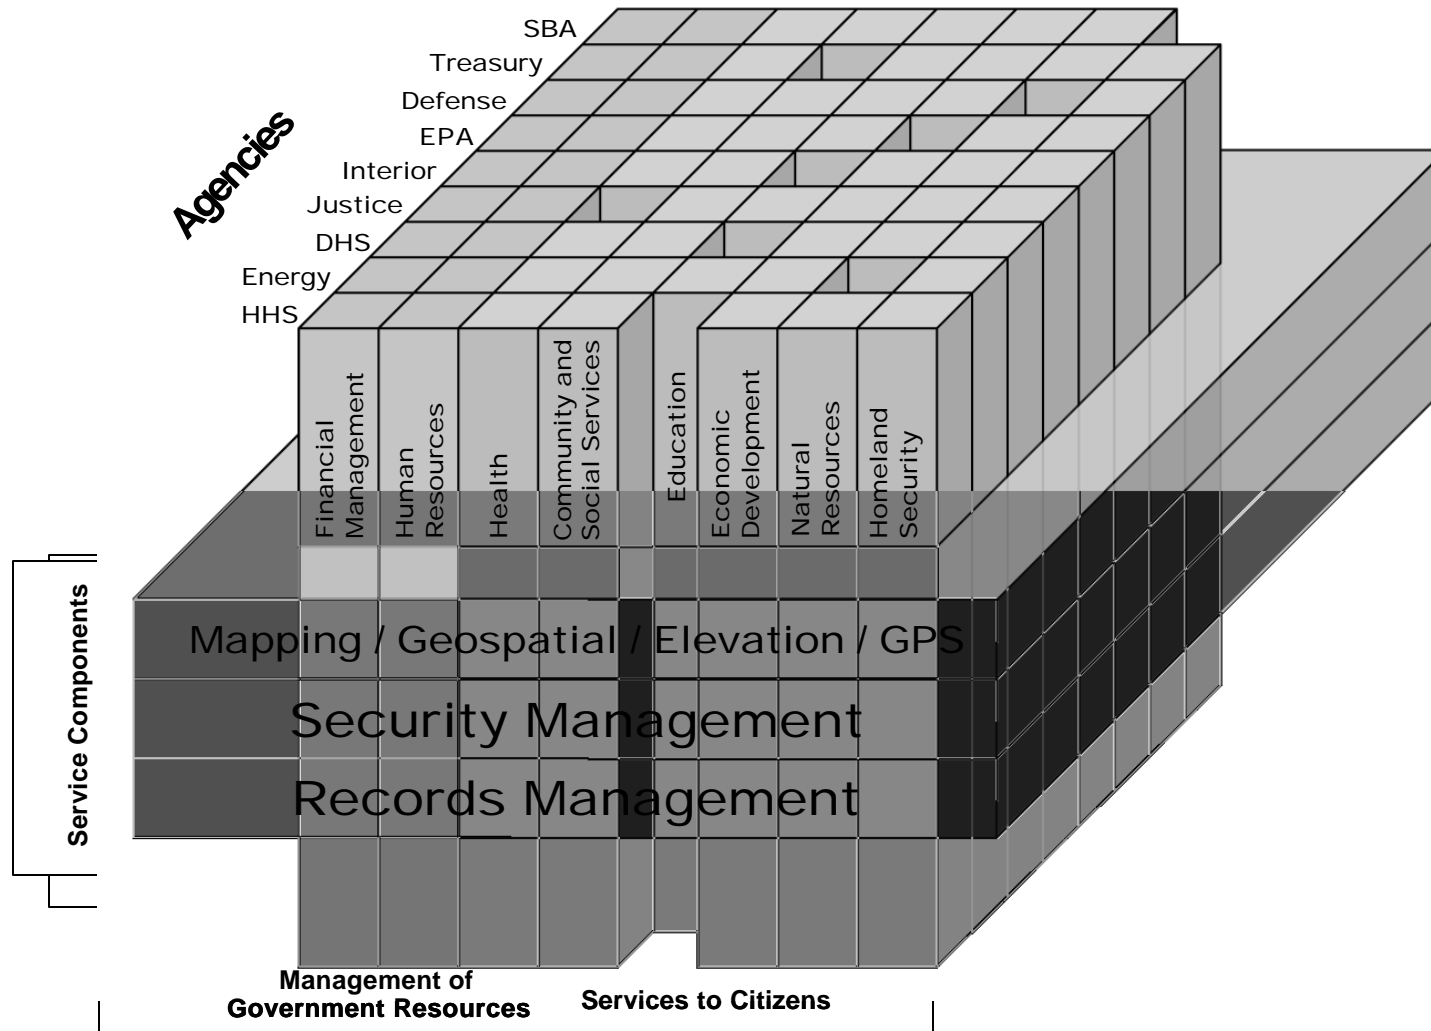 SBA
Treasury
Defense
EPA
Interior
Justice
DHS
Energy
HHS
Agencies
Financial
Management
Human
Resources
Health
Community and
Social Services
Education
Economic
Development
Natural
Resources
Homeland
Security
Service Components
Mapping / Geospatial / Elevation / GPS
Security Management
Records Management
Management of
Government Resources
Services to Citizens